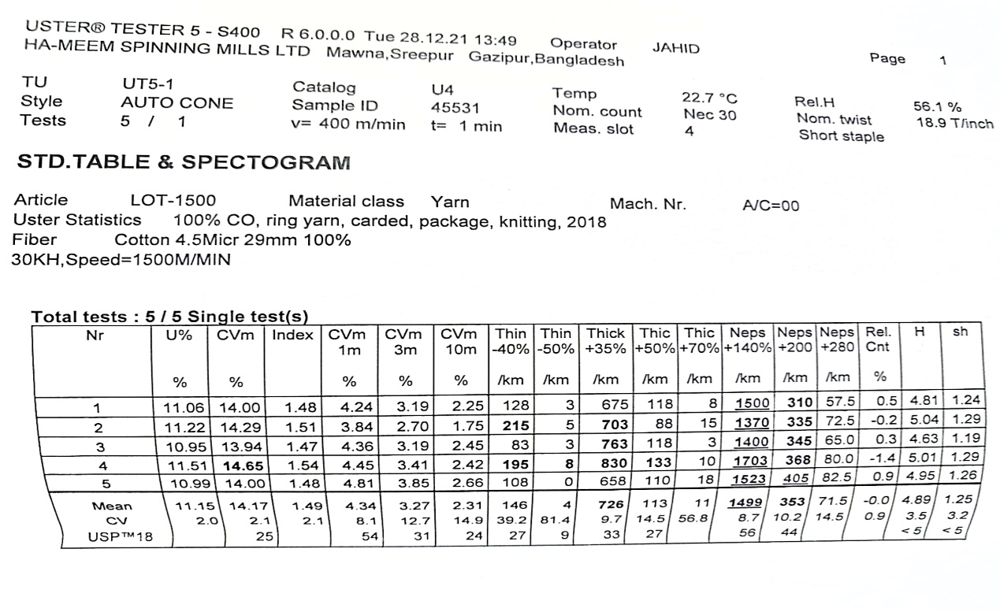 USTER® TESTER 5 - S400 R 6.0.0.0 Tue 28.12.21 13:49 Operator JAHID
HA-MEEM SPINNING MILLS LTD Mawna,Sreepur Gazipur,Bangladesh Page 1
TU UT5-1 Catalog U4 Temp 22.7 °C Rel.H 56.1 %
Style AUTO CONE Sample ID 45531 Nom. count Nec 30 Nom. twist 18.9 T/inch
Tests 5 / 1 v= 400 m/min t= 1 min Meas. slot 4 Short staple
STD.TABLE & SPECTOGRAM
Article LOT-1500 Material class Yarn Mach. Nr. A/C=00
Uster Statistics 100% CO, ring yarn, carded, package, knitting, 2018
Fiber Cotton 4.5Micr 29mm 100%
30KH,Speed=1500M/MIN
Total tests : 5 / 5 Single test(s)
Nr U% CVm Index CVm CVm CVm Thin Thin Thick Thic Thic Neps Neps Neps Rel. H sh
1m 3m 10m -40% -50% +35% +50% +70% +140% +200 +280 Cnt
% % % % % /km /km /km /km /km /km /km /km %
1 11.06 14.00 1.48 4.24 3.19 2.25 128 3 675 118 8 1500 310 57.5 0.5 4.81 1.24
2 11.22 14.29 1.51 3.84 2.70 1.75 215 5 703 88 15 1370 335 72.5 -0.2 5.04 1.29
3 10.95 13.94 1.47 4.36 3.19 2.45 83 3 763 118 3 1400 345 65.0 0.3 4.63 1.19
4 11.51 14.65 1.54 4.45 3.41 2.42 195 8 830 133 10 1703 368 80.0 -1.4 5.01 1.29
5 10.99 14.00 1.48 4.81 3.85 2.66 108 0 658 110 18 1523 405 82.5 0.9 4.95 1.26
Mean 11.15 14.17 1.49 4.34 3.27 2.31 146 4 726 113 11 1499 353 71.5 -0.0 4.89 1.25
CV 2.0 2.1 2.1 8.1 12.7 14.9 39.2 81.4 9.7 14.5 56.8 8.7 10.2 14.5 0.9 3.5 3.2
USP™18 25 54 31 24 27 9 33 27 56 44 < 5 < 5